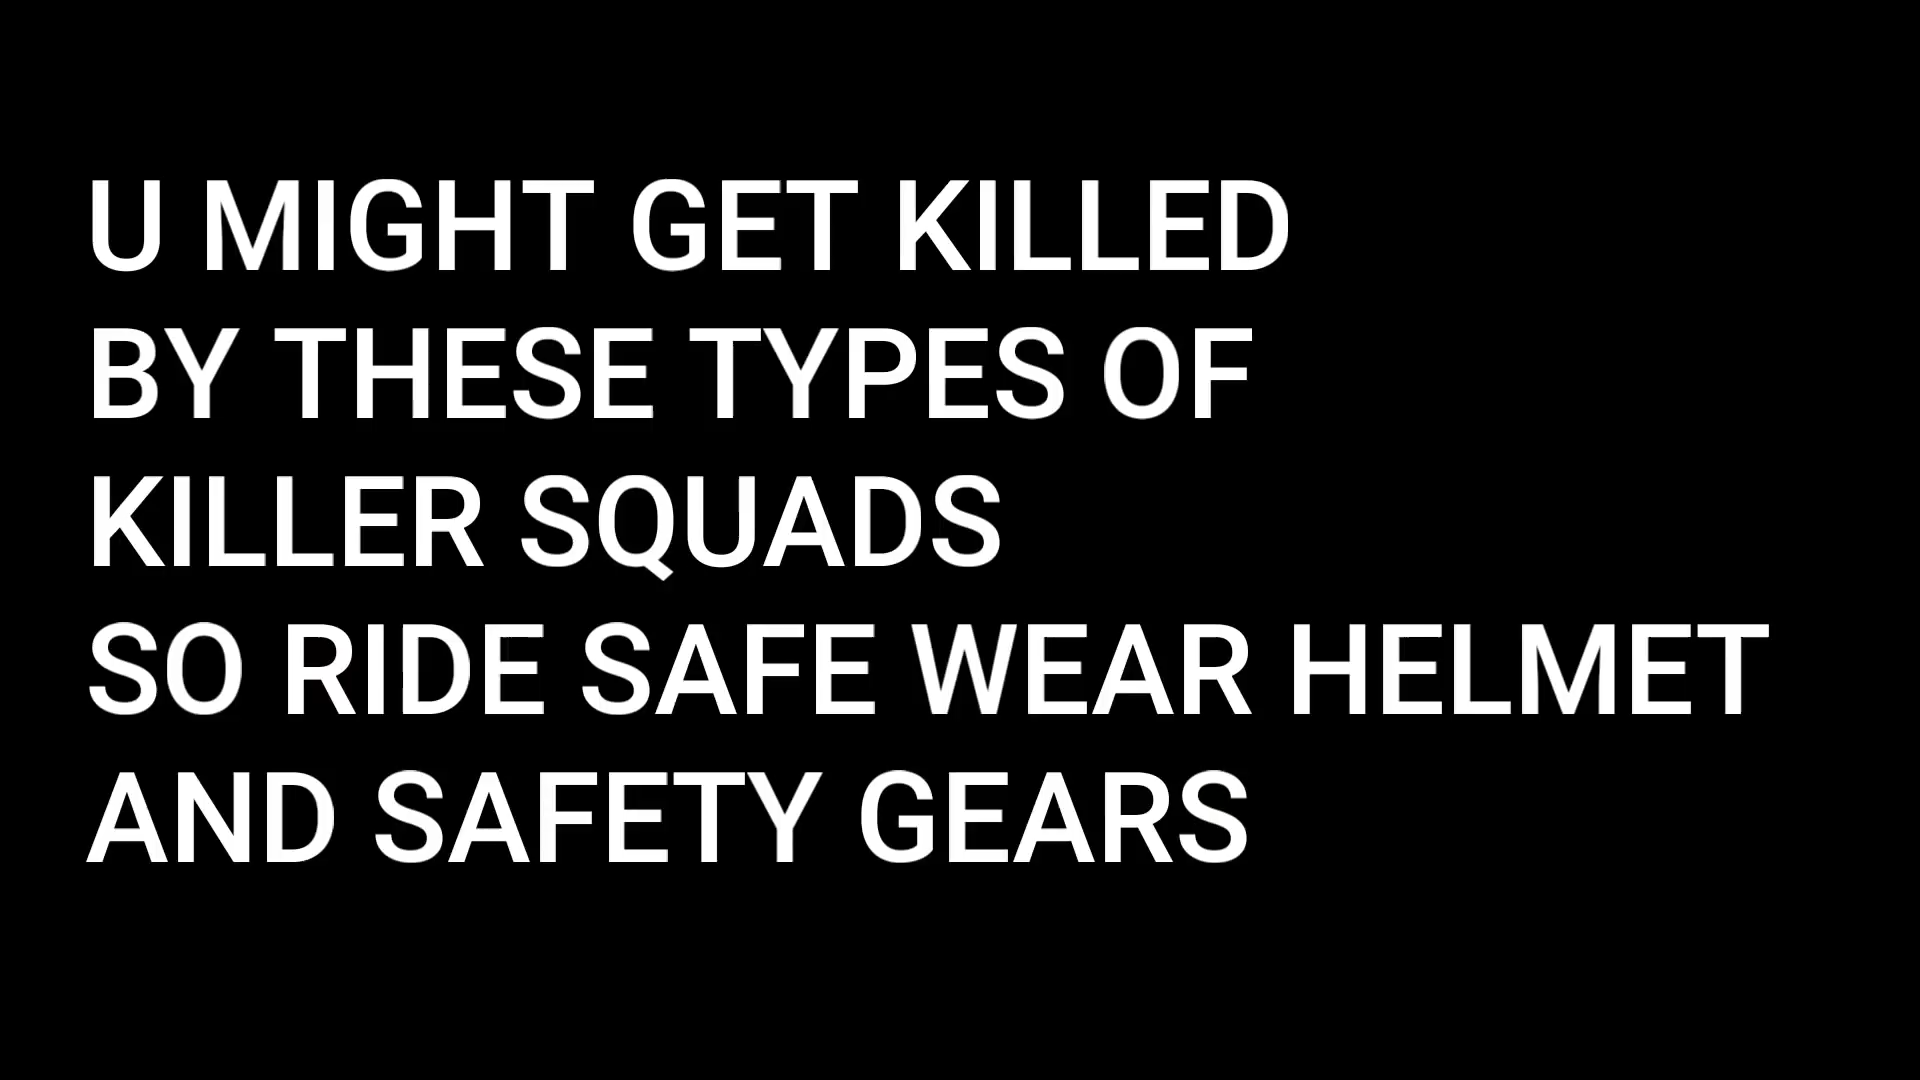 U MIGHT GET KILLED
BY THESE TYPES OF
KILLER SQUADS
SO RIDE SAFE WEAR HELMET
AND SAFETY GEARS